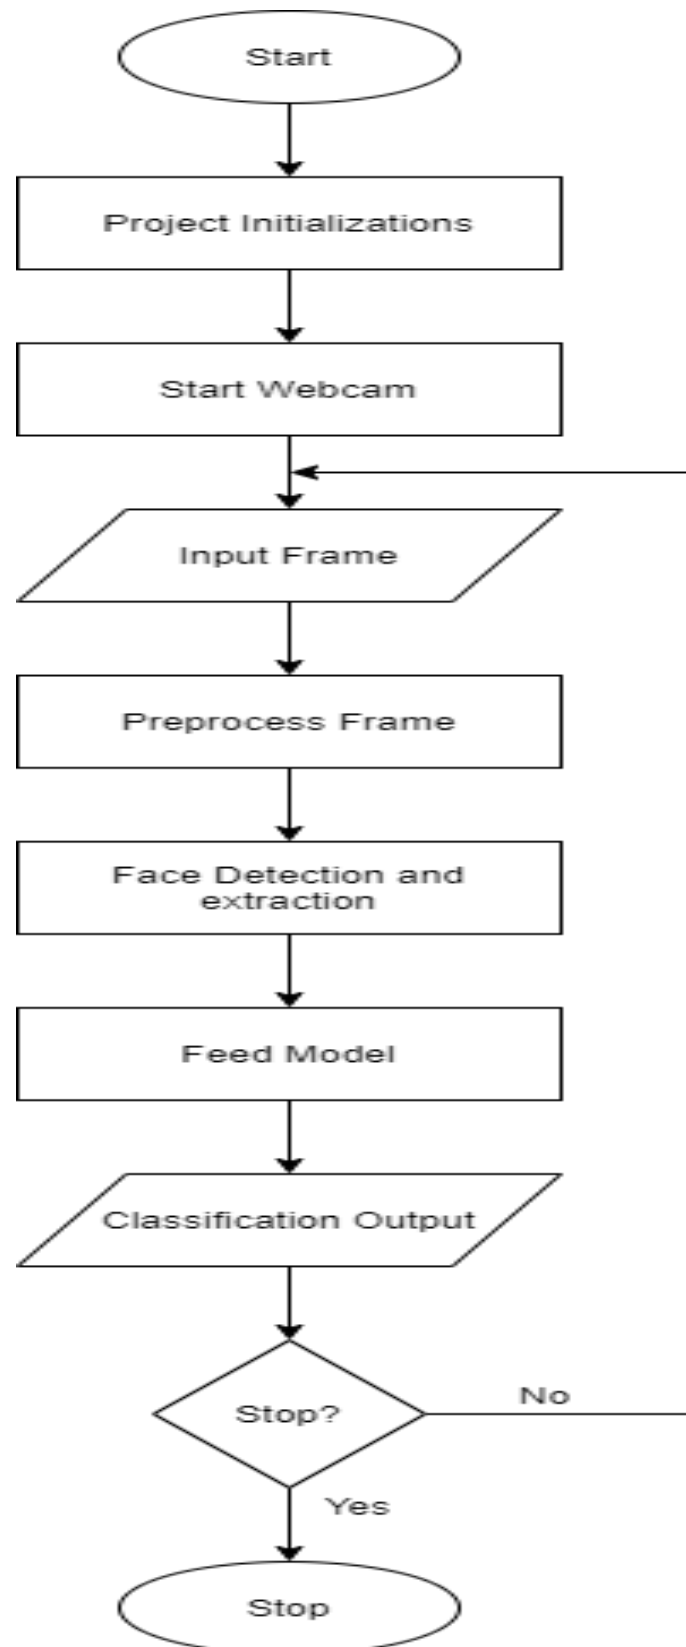 Start
Project Initializations
Start Webcam
Input Frame
Preprocess Frame
Face Detection and
extraction
Feed Model
Classification Output
Stop?
No
Yes
Stop